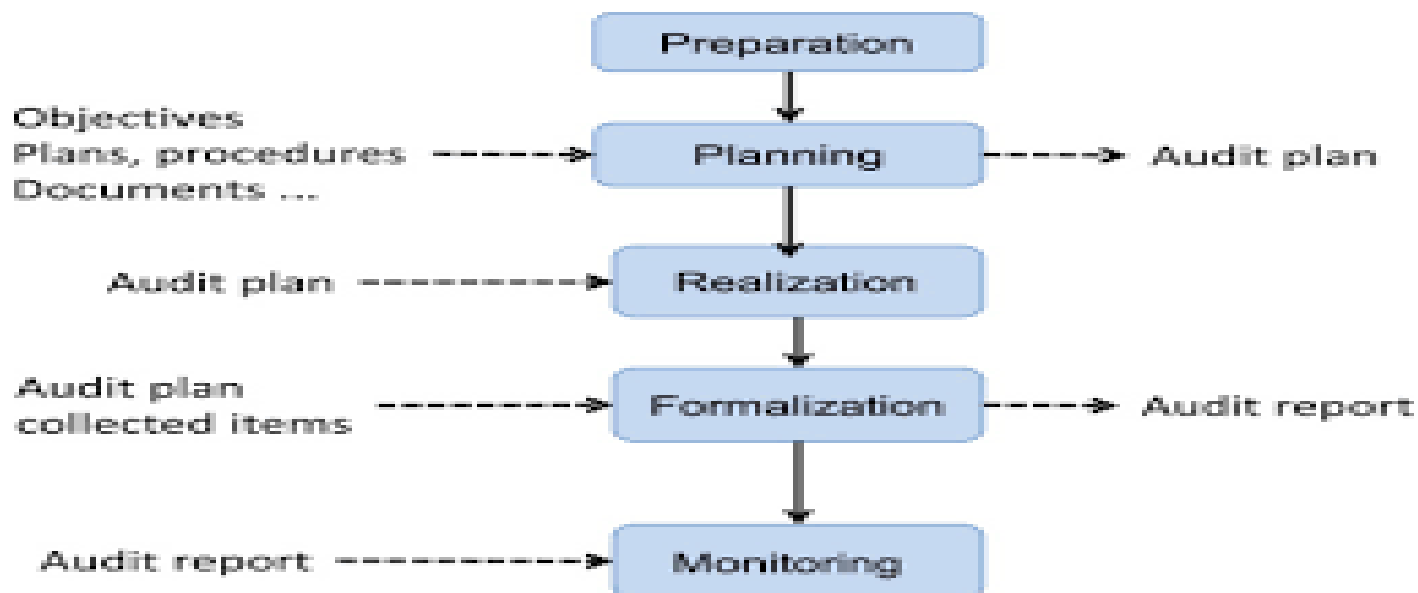 Preparation
Objectives
Plans, procedures
Documents ...
Planning
Audit plan
Audit plan
Realization
Audit plan
collected items
Formalization
Audit report
Audit report
Monitoring